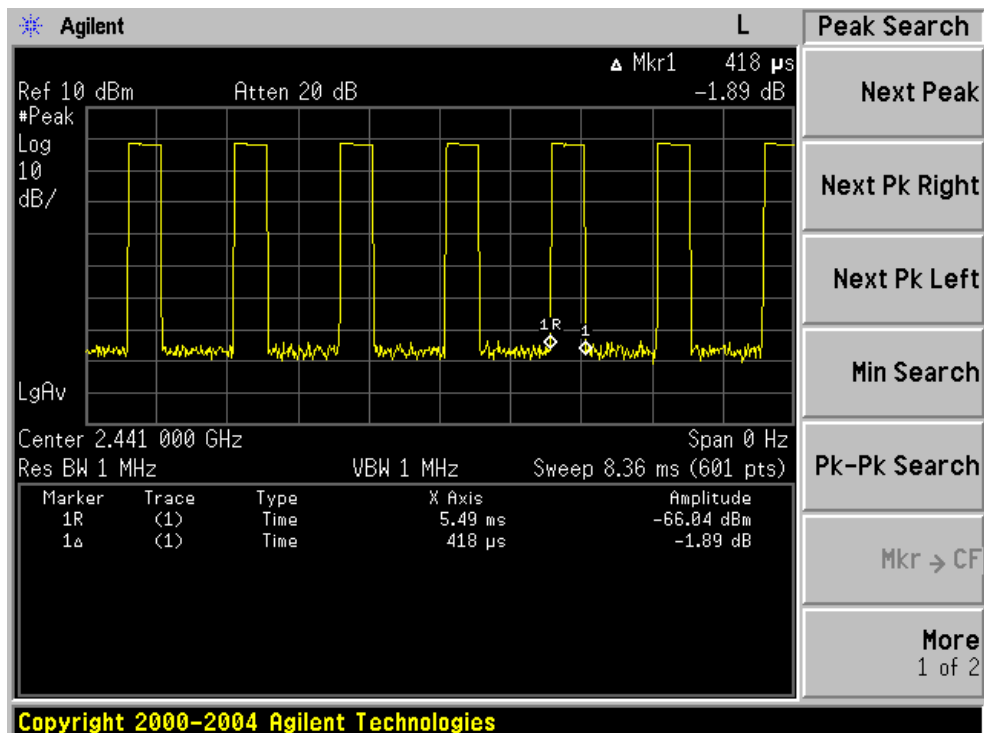 Agilent L Peak Search
Δ Mkr1 418 µs
Ref 10 dBm Atten 20 dB -1.89 dB
#Peak
Log
10
dB/
1R
1
LgAv
Center 2.441 000 GHz Span 0 Hz
Res BW 1 MHz VBW 1 MHz Sweep 8.36 ms (601 pts)
Marker Trace Type X Axis Amplitude
1R (1) Time 5.49 ms -66.04 dBm
1Δ (1) Time 418 µs -1.89 dB
Next Peak
Next Pk Right
Next Pk Left
Min Search
Pk-Pk Search
Mkr → CF
More
1 of 2
Copyright 2000-2004 Agilent Technologies